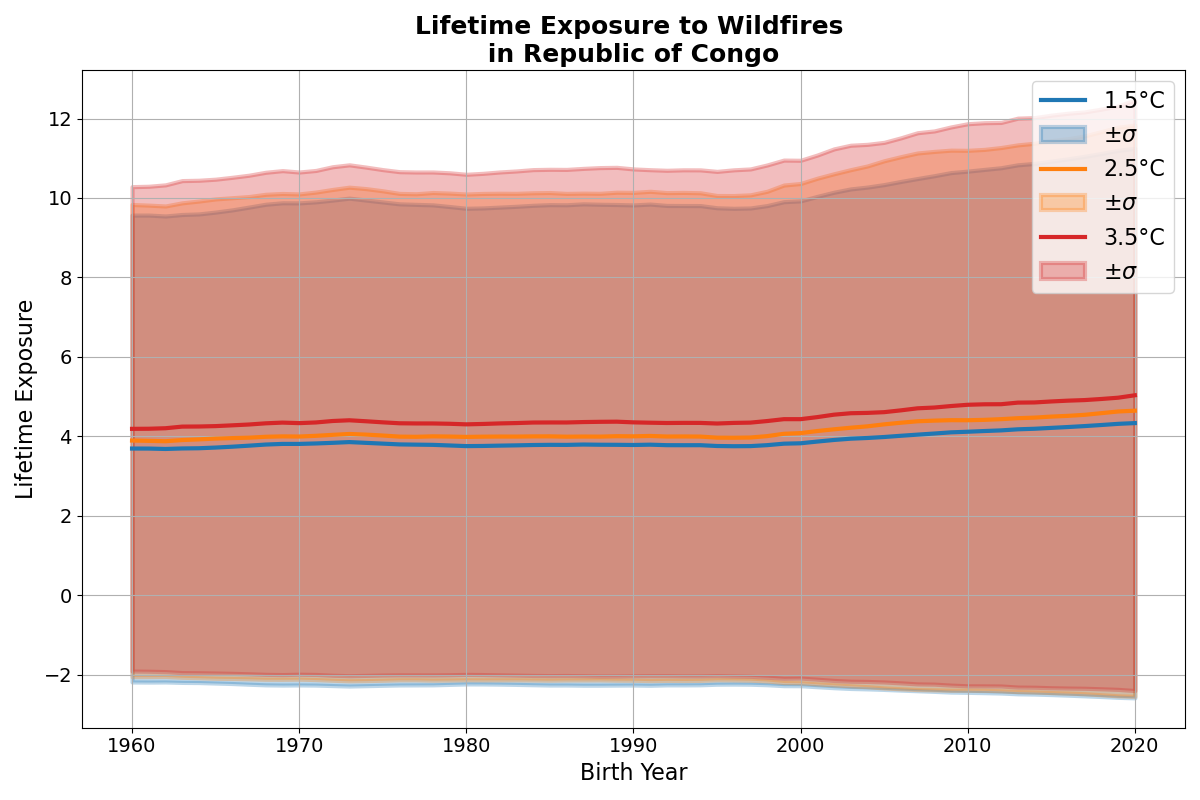 Lifetime Exposure to Wildfires
in Republic of Congo
Lifetime Exposure
12
10
8
6
4
2
0
−2
1.5°C
±σ
2.5°C
±σ
3.5°C
±σ
1960 1970 1980 1990 2000 2010 2020
Birth Year